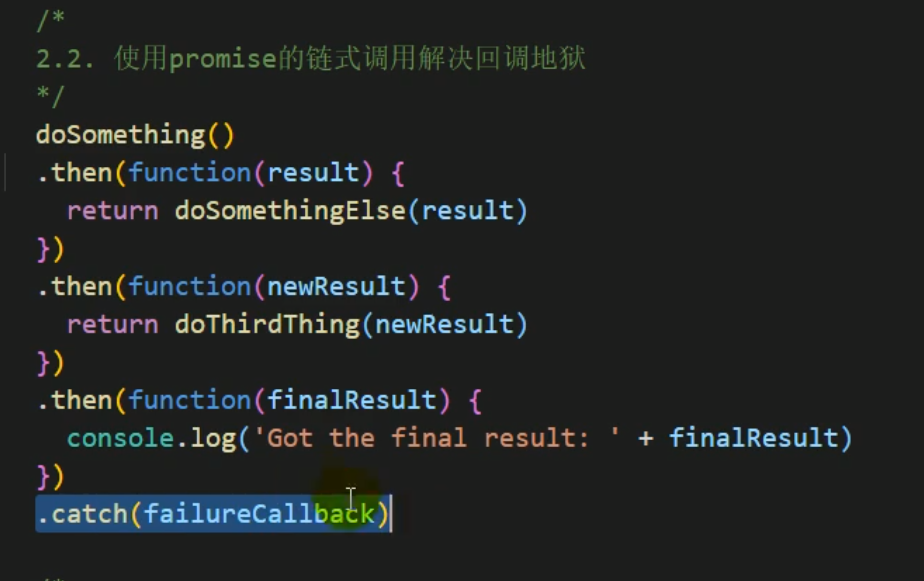 /*
2.2. 使用promise的链式调用解决回调地狱
*/
doSomething()
.then(function(result) {
  return doSomethingElse(result)
})
.then(function(newResult) {
  return doThirdThing(newResult)
})
.then(function(finalResult) {
  console.log('Got the final result: ' + finalResult)
})
.catch(failureCallback)